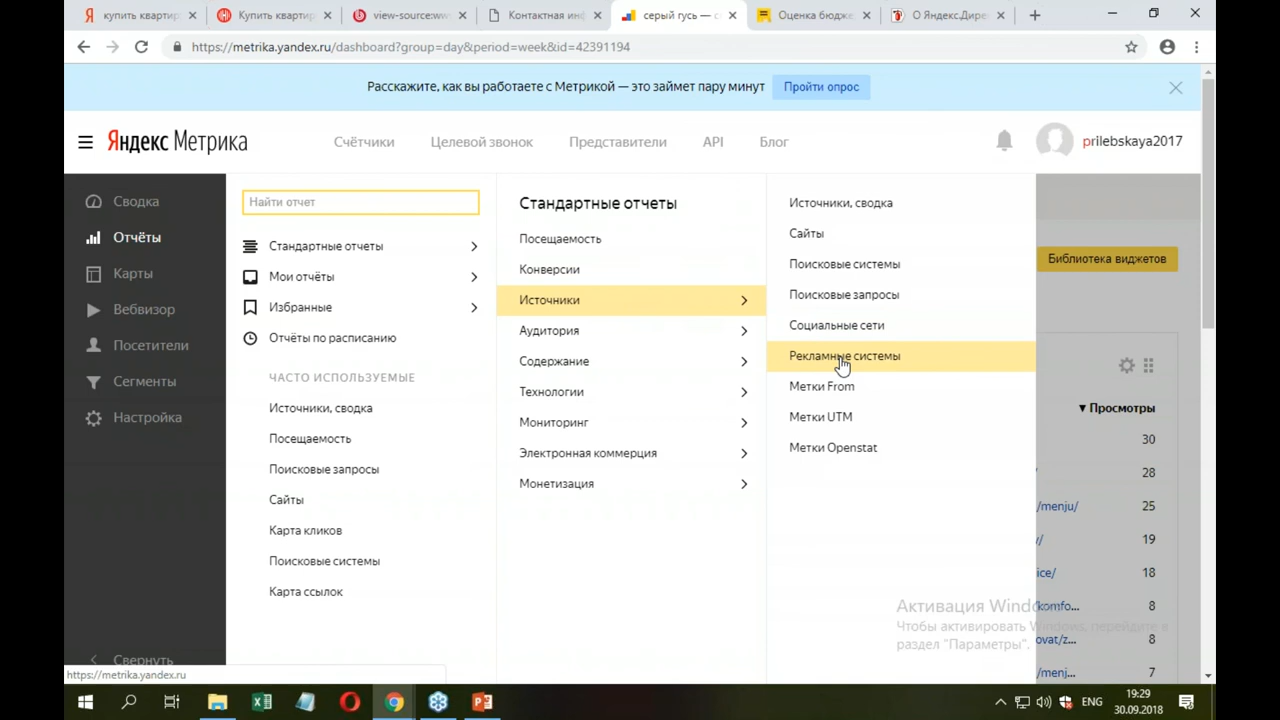 купить квартир
Купить квартир
view-source:ww
Контактная инф
серый гусь — с
Оценка бюдже
О Яндекс.Дире
https://metrika.yandex.ru/dashboard?group=day&period=week&id=42391194
Расскажите, как вы работаете с Метрикой — это займет пару минут
Пройти опрос
Яндекс Метрика
Счётчики
Целевой звонок
Представители
API
Блог
prilebskaya2017
Сводка
Отчёты
Карты
Вебвизор
Посетители
Сегменты
Настройка
Свернуть
Найти отчет
Стандартные отчеты
Мои отчёты
Избранные
Отчёты по расписанию
ЧАСТО ИСПОЛЬЗУЕМЫЕ
Источники, сводка
Посещаемость
Поисковые запросы
Сайты
Карта кликов
Поисковые системы
Карта ссылок
Стандартные отчеты
Посещаемость
Конверсии
Источники
Аудитория
Содержание
Технологии
Мониторинг
Электронная коммерция
Монетизация
Источники, сводка
Сайты
Поисковые системы
Поисковые запросы
Социальные сети
Рекламные системы
Метки From
Метки UTM
Метки Openstat
Библиотека виджетов
▼ Просмотры
30
28
/menju/ 25
/ 19
ice/ 18
/komfo... 8
ovat/z... 8
/menj... 7
Активация Windows
Чтобы активировать Windows, перейдите в
раздел "Параметры".
https://metrika.yandex.ru
ENG
19:29
30.09.2018